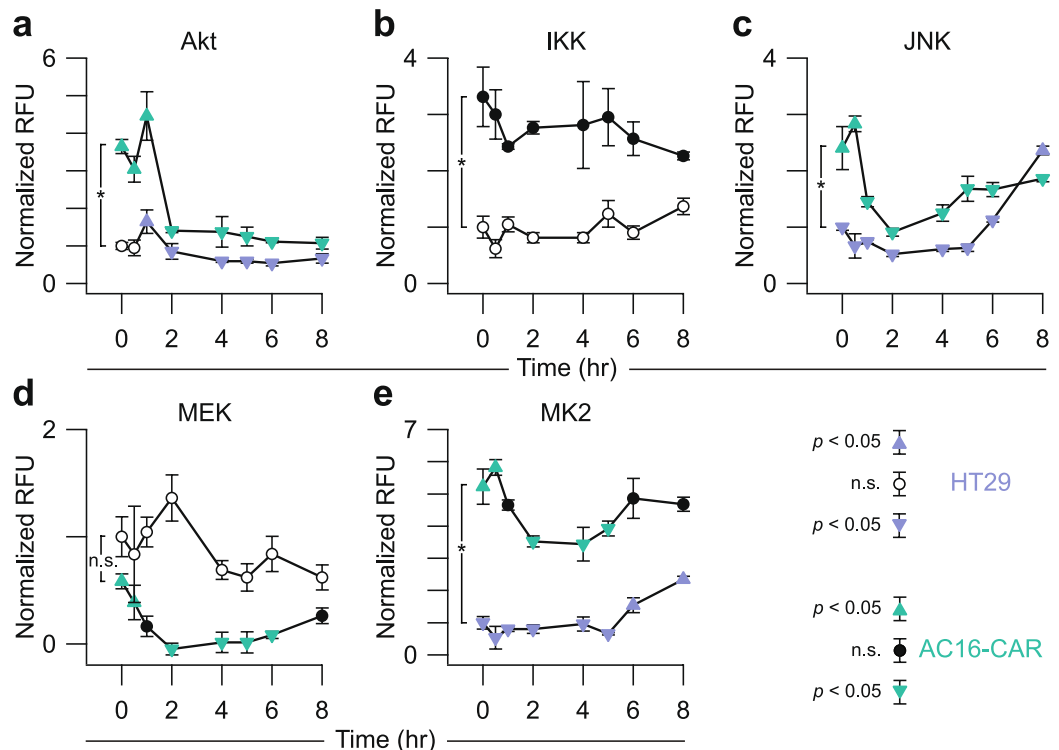 a Akt
b IKK
c JNK
6
4
4
Normalized RFU
Normalized RFU
Normalized RFU
*
*
*
0
0
0
0 2 4 6 8
0 2 4 6 8
0 2 4 6 8
Time (hr)
d MEK
e MK2
2
7
Normalized RFU
Normalized RFU
n.s.
*
0
0
0 2 4 6 8
0 2 4 6 8
Time (hr)
p < 0.05
n.s. HT29
p < 0.05
p < 0.05
n.s. AC16-CAR
p < 0.05